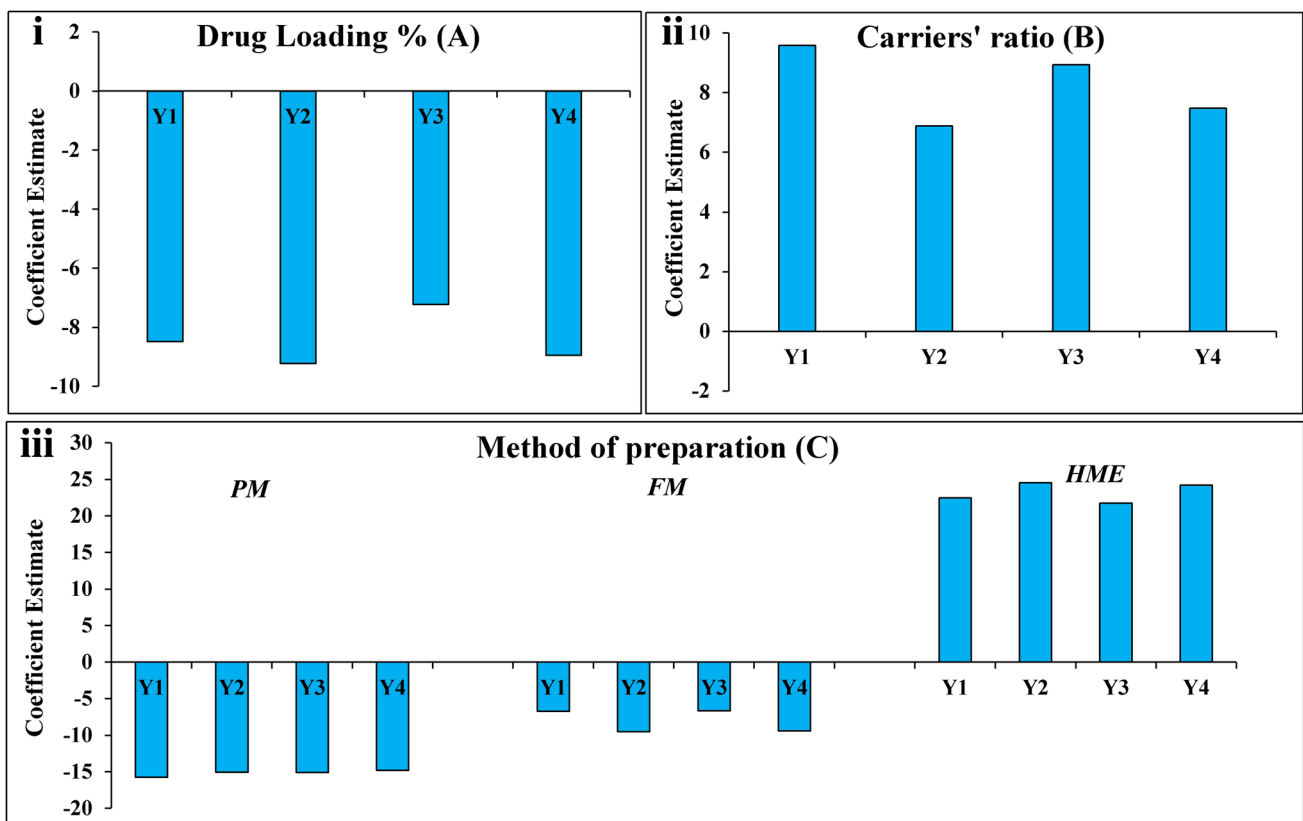 i
Drug Loading % (A)
Coefficient Estimate
2
0
-2
-4
-6
-8
-10
Y1 Y2 Y3 Y4
ii
Carriers' ratio (B)
Coefficient Estimate
10
8
6
4
2
0
-2
Y1 Y2 Y3 Y4
iii
Method of preparation (C)
Coefficient Estimate
30
25
20
15
10
5
0
-5
-10
-15
-20
PM FM HME
Y1 Y2 Y3 Y4 Y1 Y2 Y3 Y4 Y1 Y2 Y3 Y4